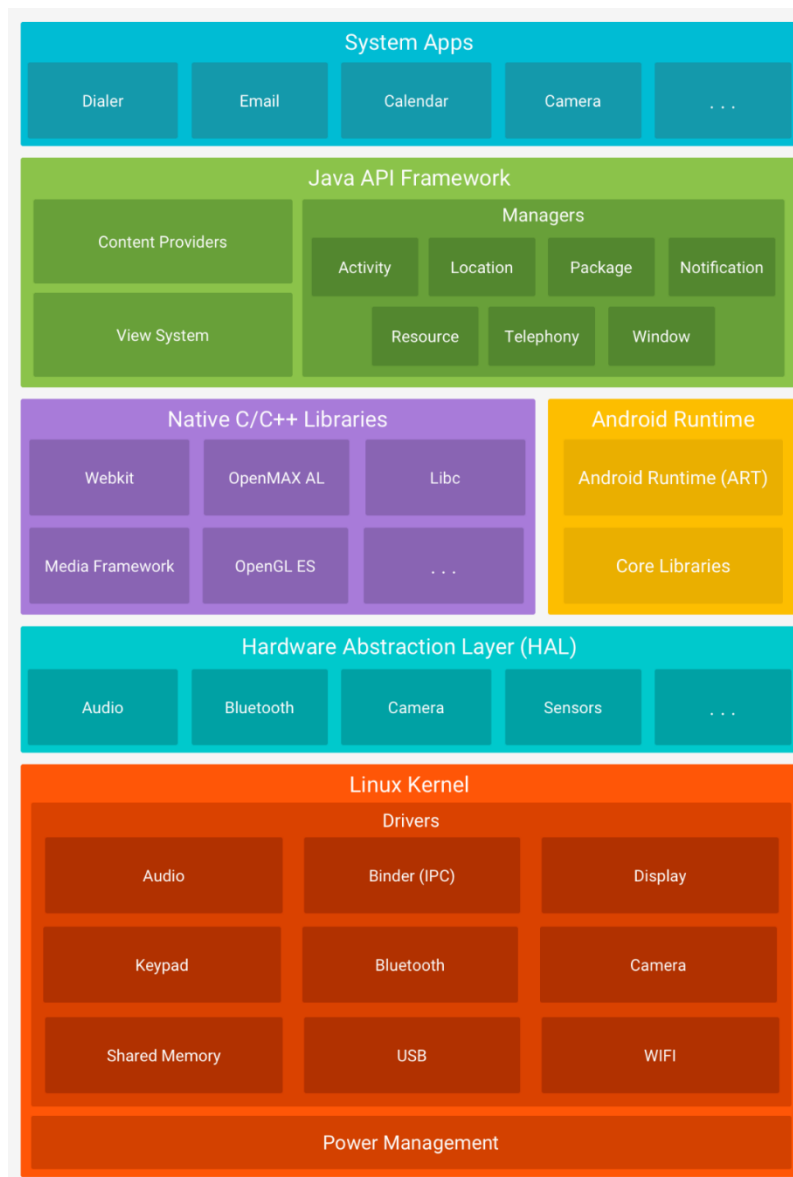 System Apps
Dialer
Email
Calendar
Camera
. . .
Java API Framework
Content Providers
View System
Managers
Activity
Location
Package
Notification
Resource
Telephony
Window
Native C/C++ Libraries
Webkit
OpenMAX AL
Libc
Media Framework
OpenGL ES
. . .
Android Runtime
Android Runtime (ART)
Core Libraries
Hardware Abstraction Layer (HAL)
Audio
Bluetooth
Camera
Sensors
. . .
Linux Kernel
Drivers
Audio
Binder (IPC)
Display
Keypad
Bluetooth
Camera
Shared Memory
USB
WIFI
Power Management